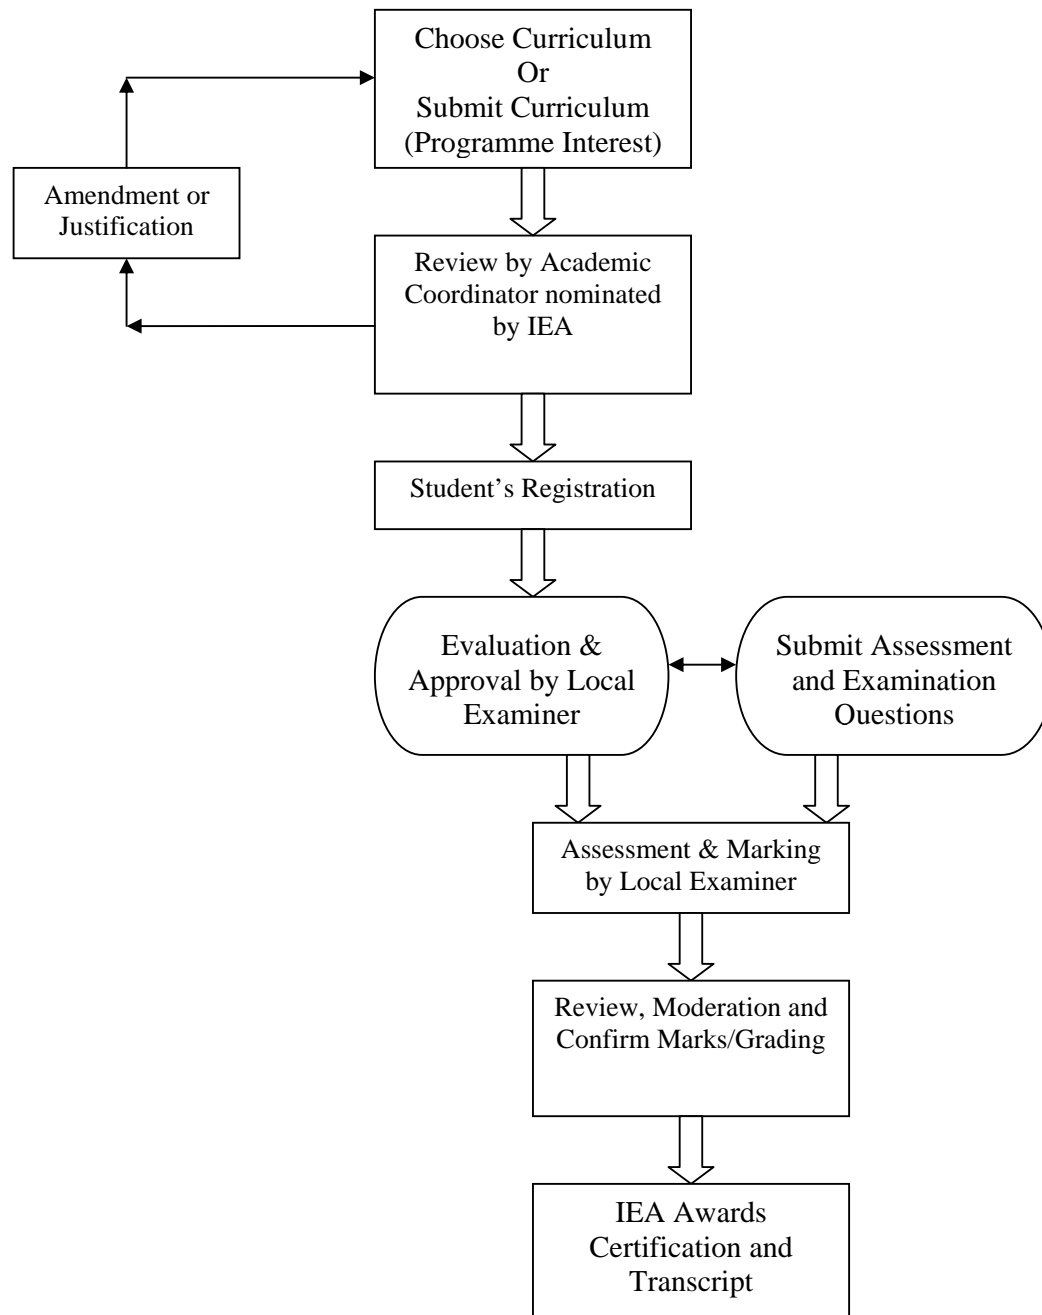 Choose Curriculum
Or
Submit Curriculum
(Programme Interest)
Amendment or
Justification
Review by Academic
Coordinator nominated
by IEA
Student’s Registration
Evaluation &
Approval by Local
Examiner
Submit Assessment
and Examination
Ouestions
Assessment & Marking
by Local Examiner
Review, Moderation and
Confirm Marks/Grading
IEA Awards
Certification and
Transcript